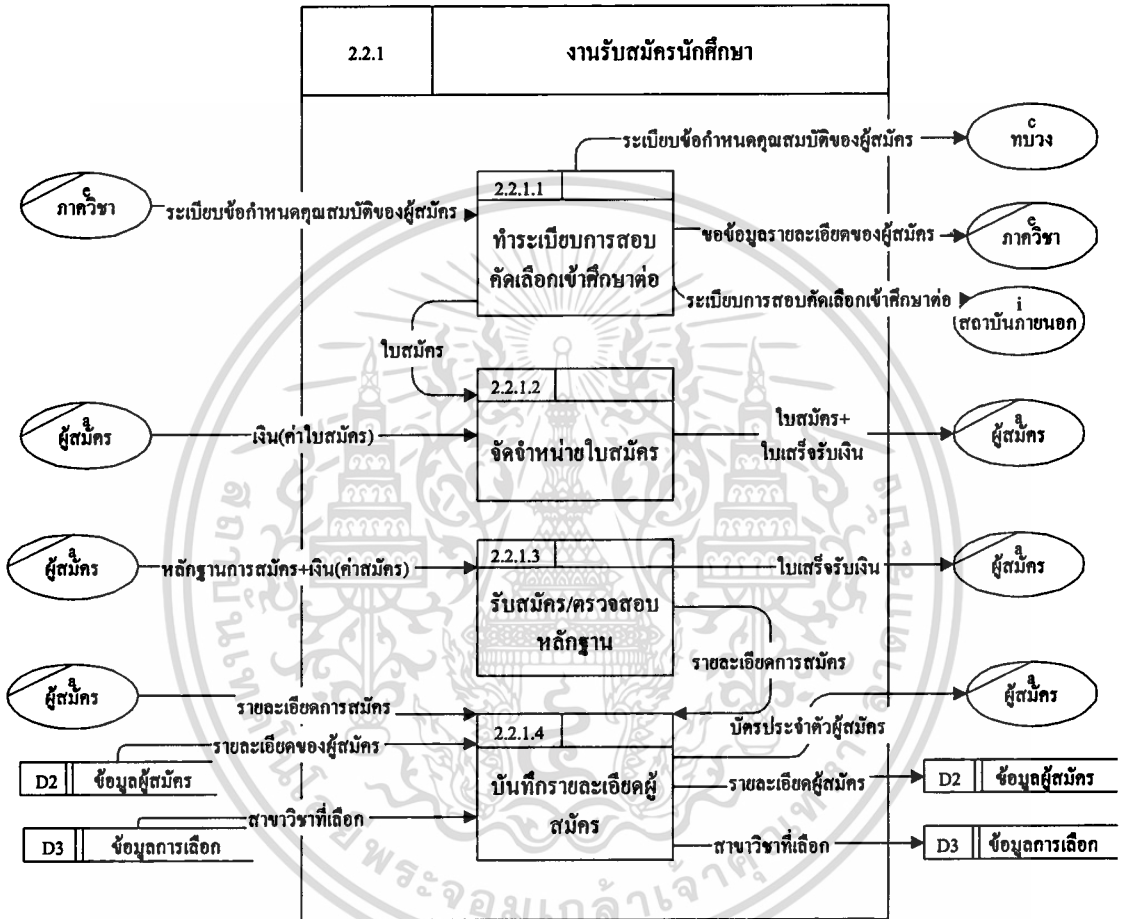 2.2.1
งานรับสมัครนักศึกษา
ระเบียบข้อกำหนดคุณสมบัติของผู้สมัคร
c
ทบวง
e
ภาควิชา
ระเบียบข้อกำหนดคุณสมบัติของผู้สมัคร
2.2.1.1
ทำระเบียบการสอบ
คัดเลือกเข้าศึกษาต่อ
ขอข้อมูลรายละเอียดของผู้สมัคร
e
ภาควิชา
ระเบียบการสอบคัดเลือกเข้าศึกษาต่อ
i
สถาบันภายนอก
ใบสมัคร
a
ผู้สมัคร
เงิน(ค่าใบสมัคร)
2.2.1.2
จัดจำหน่ายใบสมัคร
ใบสมัคร+
ใบเสร็จรับเงิน
a
ผู้สมัคร
a
ผู้สมัคร
หลักฐานการสมัคร+เงิน(ค่าสมัคร)
2.2.1.3
รับสมัคร/ตรวจสอบ
หลักฐาน
ใบเสร็จรับเงิน
a
ผู้สมัคร
รายละเอียดการสมัคร
a
ผู้สมัคร
รายละเอียดการสมัคร
รายละเอียดของผู้สมัคร
D2 ข้อมูลผู้สมัคร
สาขาวิชาที่เลือก
D3 ข้อมูลการเลือก
2.2.1.4
บันทึกรายละเอียดผู้
สมัคร
บัตรประจำตัวผู้สมัคร
a
ผู้สมัคร
รายละเอียดผู้สมัคร
D2 ข้อมูลผู้สมัคร
สาขาวิชาที่เลือก
D3 ข้อมูลการเลือก